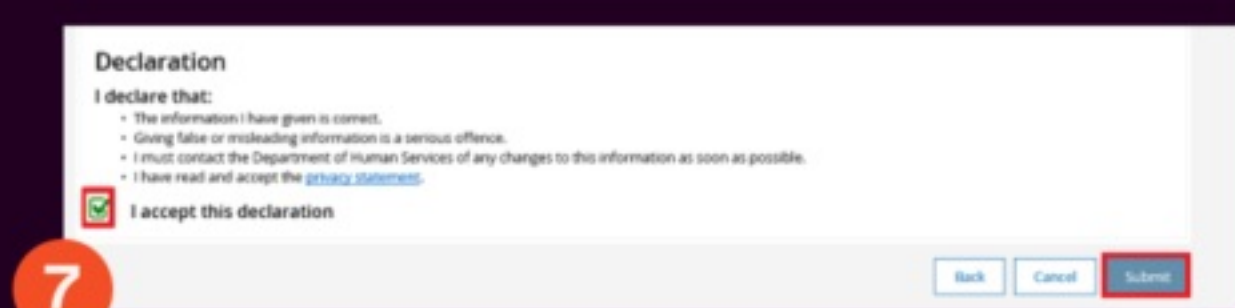 Declaration
I declare that:
• The information I have given is correct.
• Giving false or misleading information is a serious offence.
• I must contact the Department of Human Services of any changes to this information as soon as possible.
• I have read and accept the privacy statement.
I accept this declaration
7
Back Cancel Submit